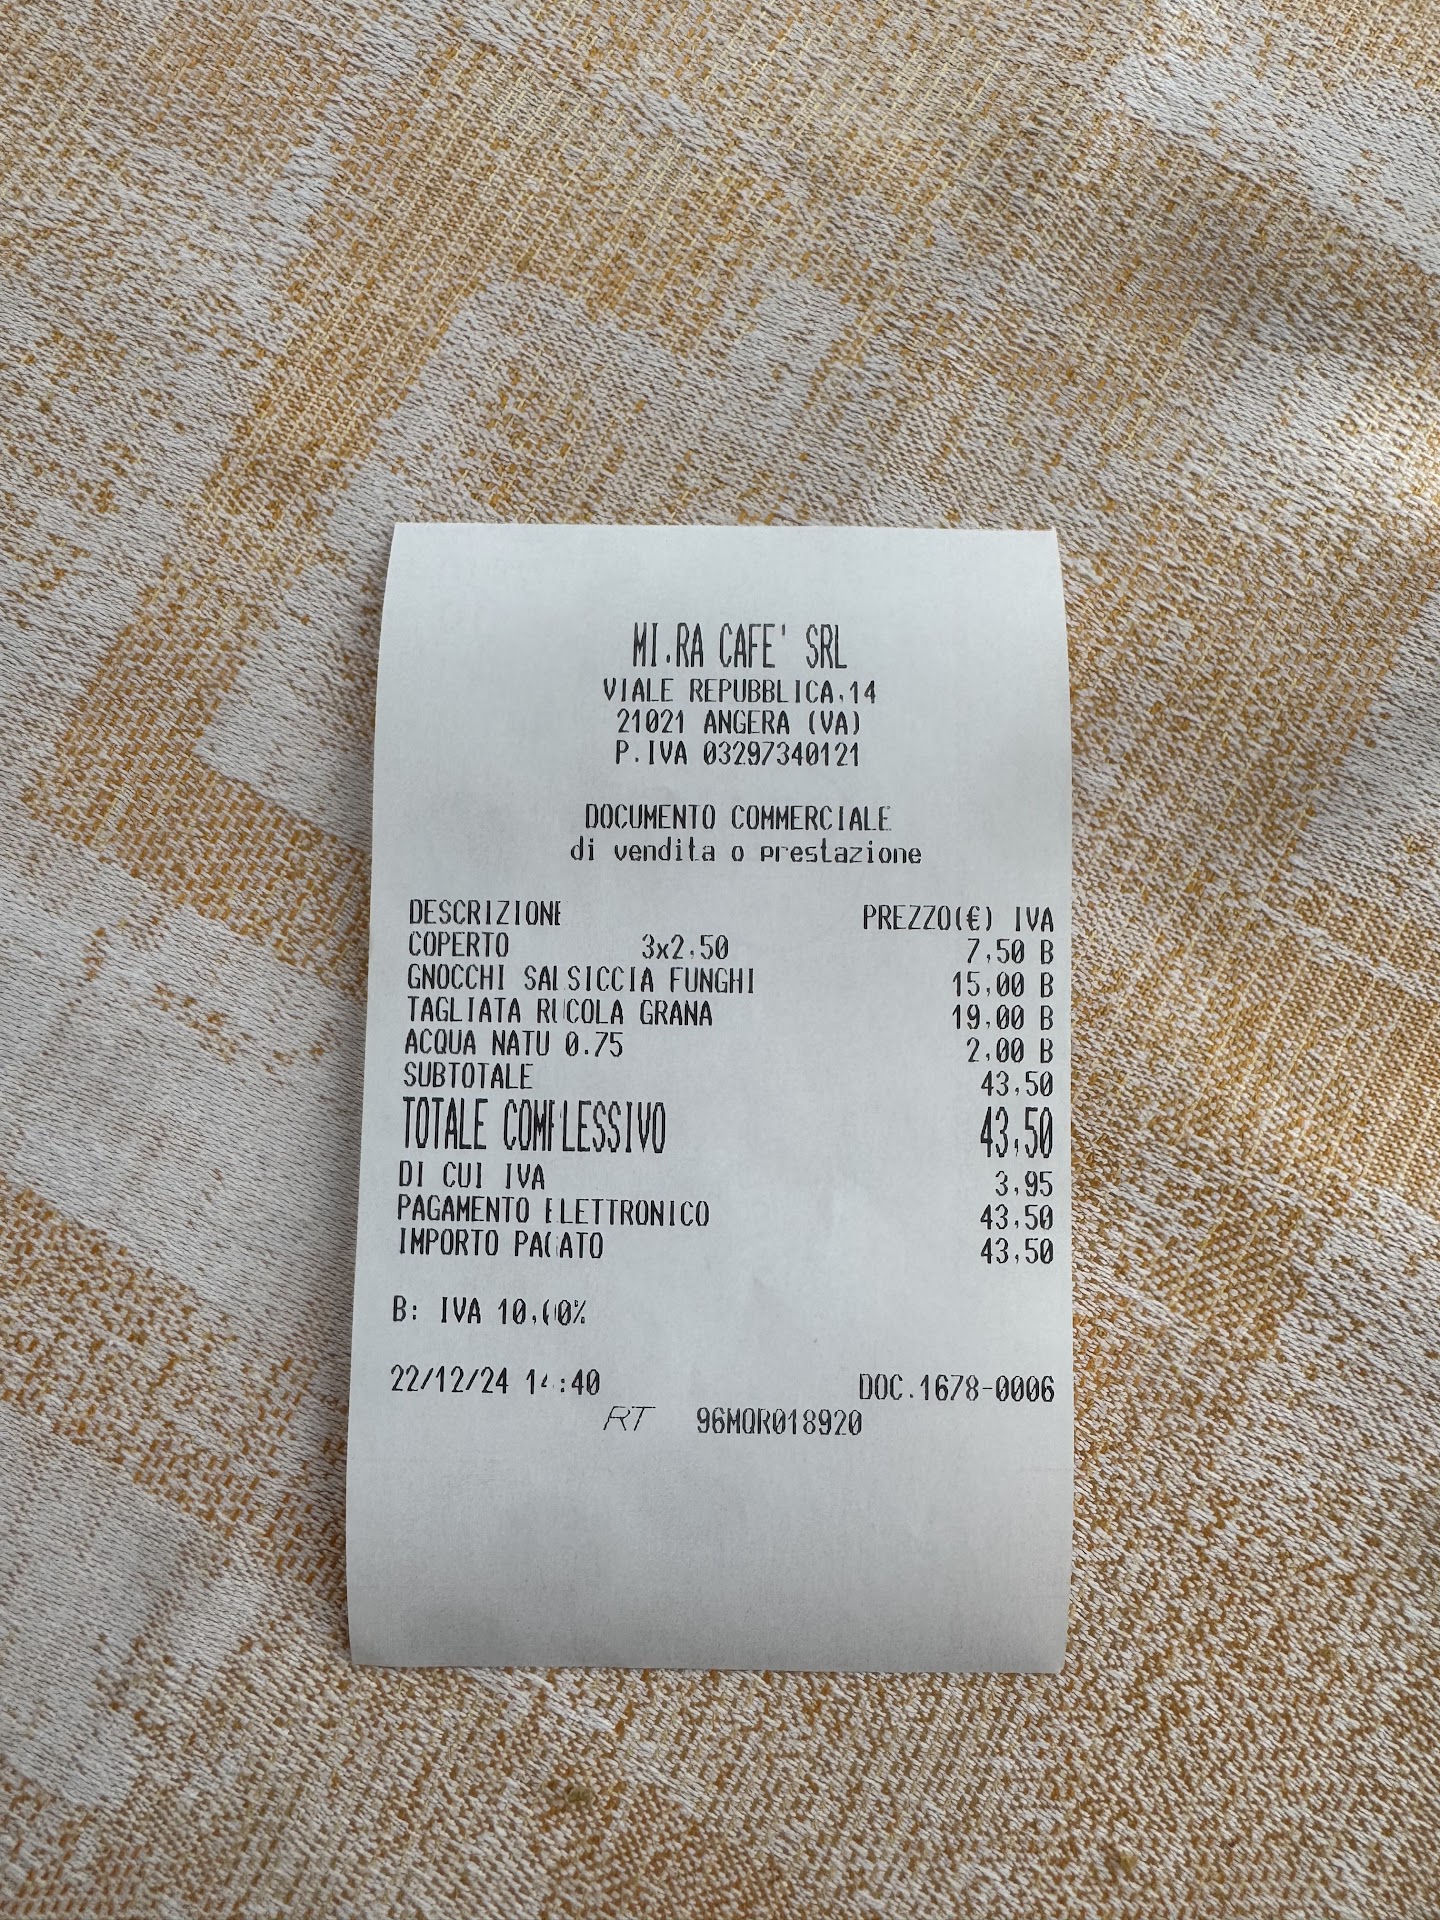 MI.RA CAFE' SRL
VIALE REPUBBLICA,14
21021 ANGERA (VA)
P.IVA 03297340121
DOCUMENTO COMMERCIALE
di vendita o prestazione
DESCRIZIONE PREZZO(€) IVA
COPERTO 3x2,50 7,50 B
GNOCCHI SALSICCIA FUNGHI 15,00 B
TAGLIATA RUCOLA GRANA 19,00 B
ACQUA NATU 0.75 2,00 B
SUBTOTALE 43,50
TOTALE COMPLESSIVO 43,50
DI CUI IVA 3,95
PAGAMENTO ELETTRONICO 43,50
IMPORTO PAGATO 43,50
B: IVA 10,00%
22/12/24 14:40 DOC.1678-0006
RT 96MQR018920